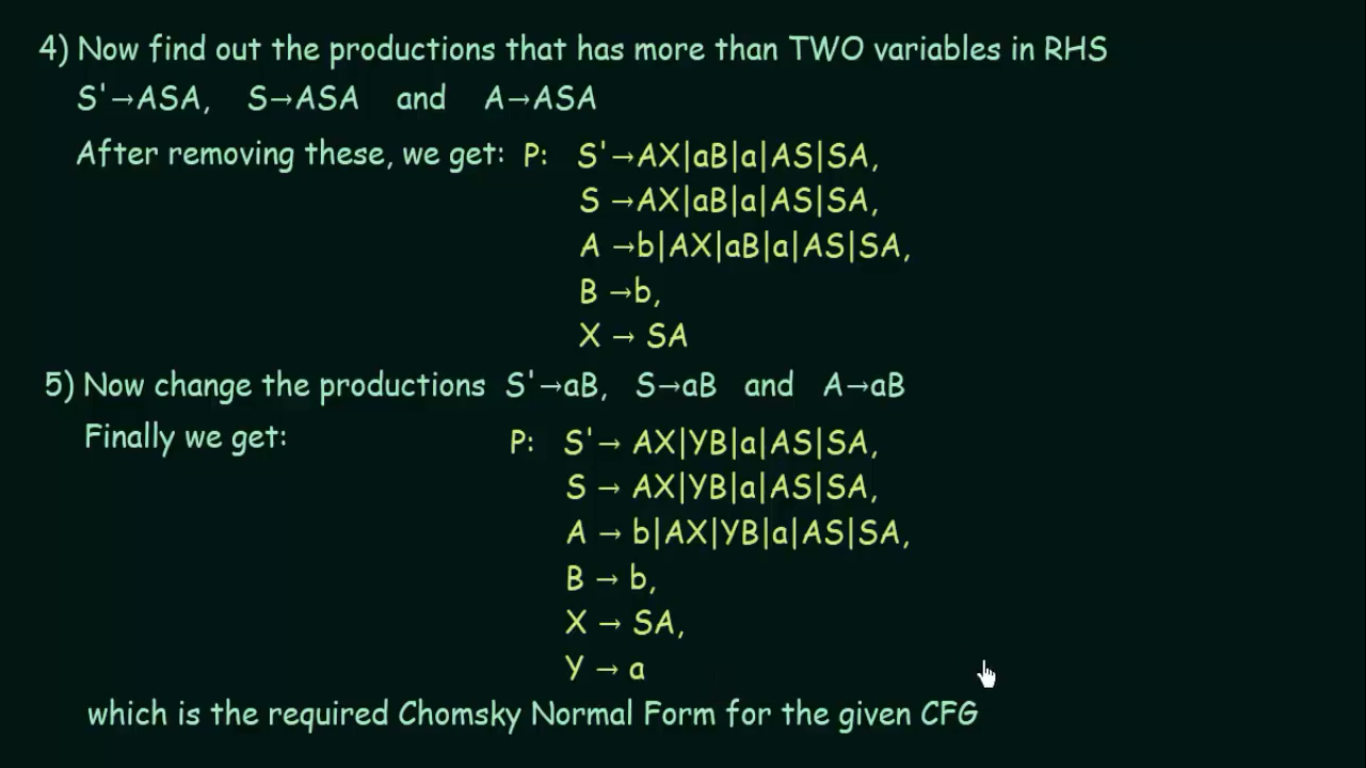 4) Now find out the productions that has more than TWO variables in RHS
S'→ASA, S→ASA and A→ASA
After removing these, we get: P: S'→AX|aB|a|AS|SA,
S →AX|aB|a|AS|SA,
A →b|AX|aB|a|AS|SA,
B →b,
X → SA
5) Now change the productions S'→aB, S→aB and A→aB
Finally we get: P: S'→ AX|YB|a|AS|SA,
S → AX|YB|a|AS|SA,
A → b|AX|YB|a|AS|SA,
B → b,
X → SA,
Y → a
which is the required Chomsky Normal Form for the given CFG